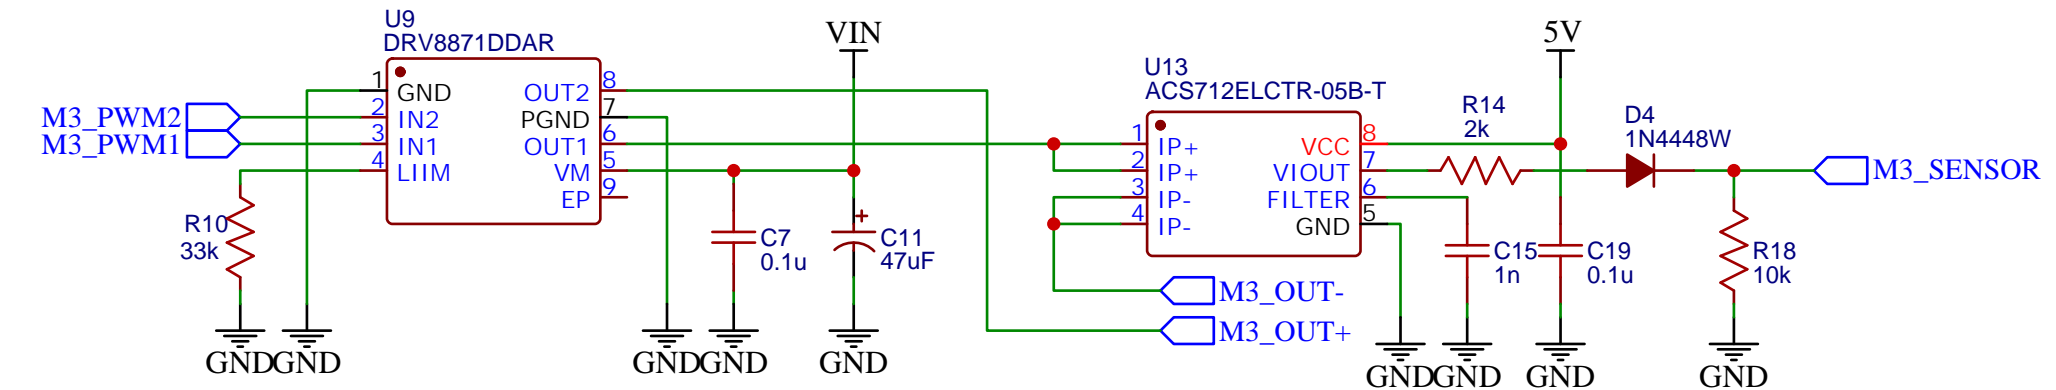 U9
DRV8871DDAR
1 GND
2 IN2
3 IN1
4 LIIM
OUT2 8
PGND 7
OUT1 6
VM 5
EP 9
M3_PWM2
M3_PWM1
R10
33k
GND
GND
VIN
C7
0.1u
C11
47uF
GND
GND
GND
U13
ACS712ELCTR-05B-T
1 IP+
2 IP+
3 IP-
4 IP-
VCC 8
VIOUT 7
FILTER 6
GND 5
M3_OUT-
M3_OUT+
5V
R14
2k
D4
1N4448W
M3_SENSOR
C15
1n
C19
0.1u
R18
10k
GND
GND
GND
GND